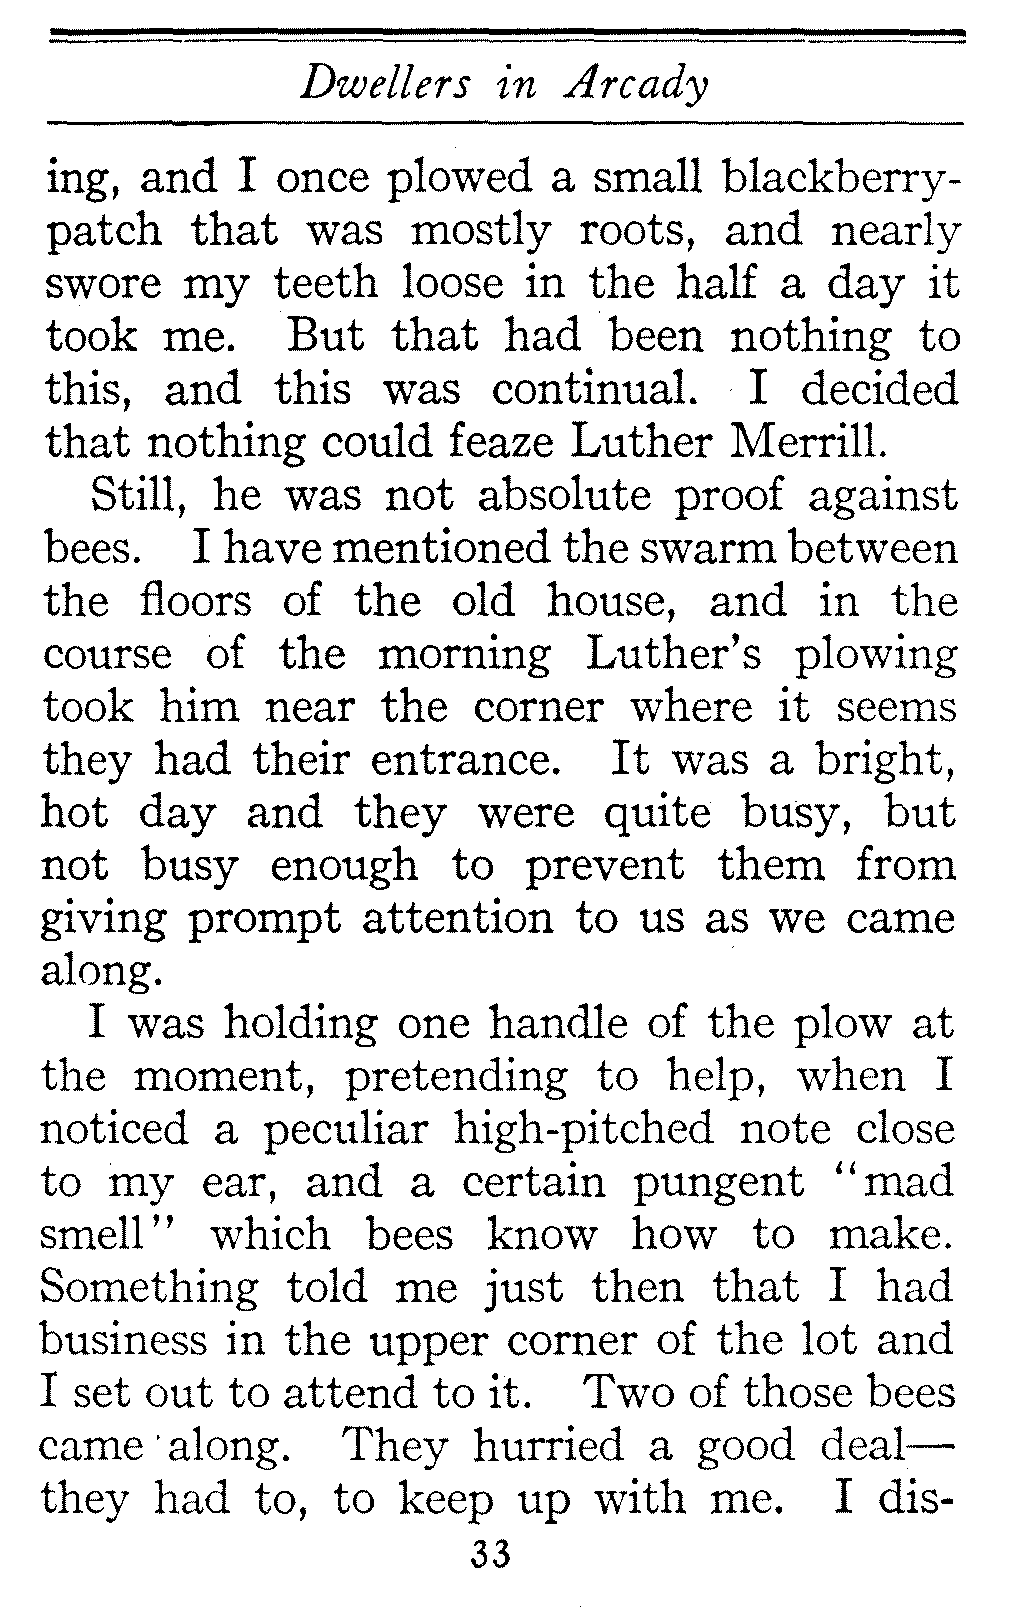 Dwellers in Arcady
ing, and I once plowed a small blackberry-
patch that was mostly roots, and nearly
swore my teeth loose in the half a day it
took me. But that had been nothing to
this, and this was continual. I decided
that nothing could feaze Luther Merrill.
Still, he was not absolute proof against
bees. I have mentioned the swarm between
the floors of the old house, and in the
course of the morning Luther's plowing
took him near the corner where it seems
they had their entrance. It was a bright,
hot day and they were quite busy, but
not busy enough to prevent them from
giving prompt attention to us as we came
along.
I was holding one handle of the plow at
the moment, pretending to help, when I
noticed a peculiar high-pitched note close
to my ear, and a certain pungent "mad
smell" which bees know how to make.
Something told me just then that I had
business in the upper corner of the lot and
I set out to attend to it. Two of those bees
came along. They hurried a good deal—
they had to, to keep up with me. I dis-
33